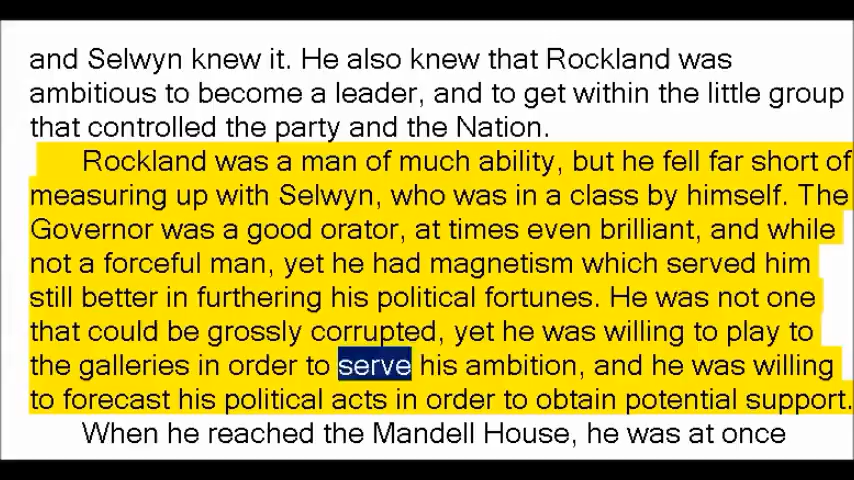 and Selwyn knew it. He also knew that Rockland was
ambitious to become a leader, and to get within the little group
that controlled the party and the Nation.
Rockland was a man of much ability, but he fell far short of
measuring up with Selwyn, who was in a class by himself. The
Governor was a good orator, at times even brilliant, and while
not a forceful man, yet he had magnetism which served him
still better in furthering his political fortunes. He was not one
that could be grossly corrupted, yet he was willing to play to
the galleries in order to serve his ambition, and he was willing
to forecast his political acts in order to obtain potential support.
When he reached the Mandell House, he was at once